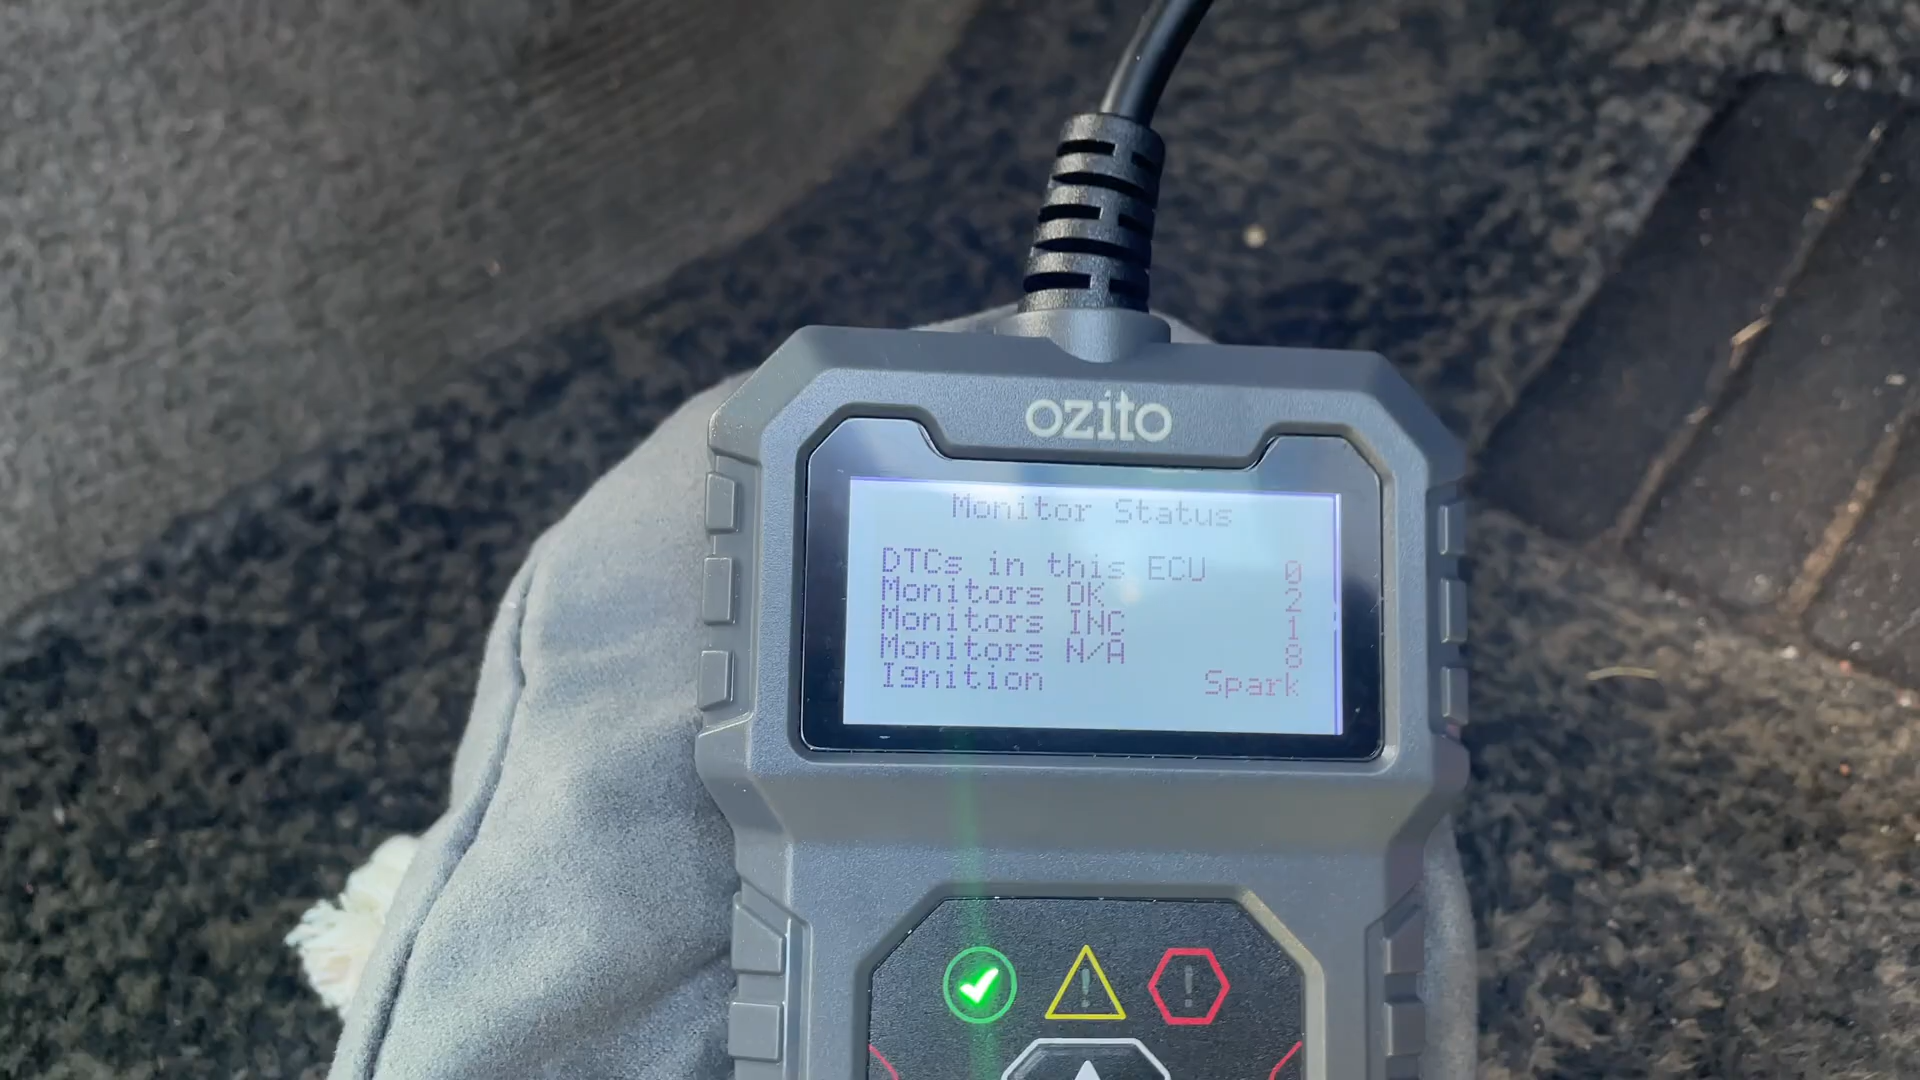 ozito
Monitor Status
DTCs in this ECU 0
Monitors OK 2
Monitors INC 1
Monitors N/A 8
Ignition Spark